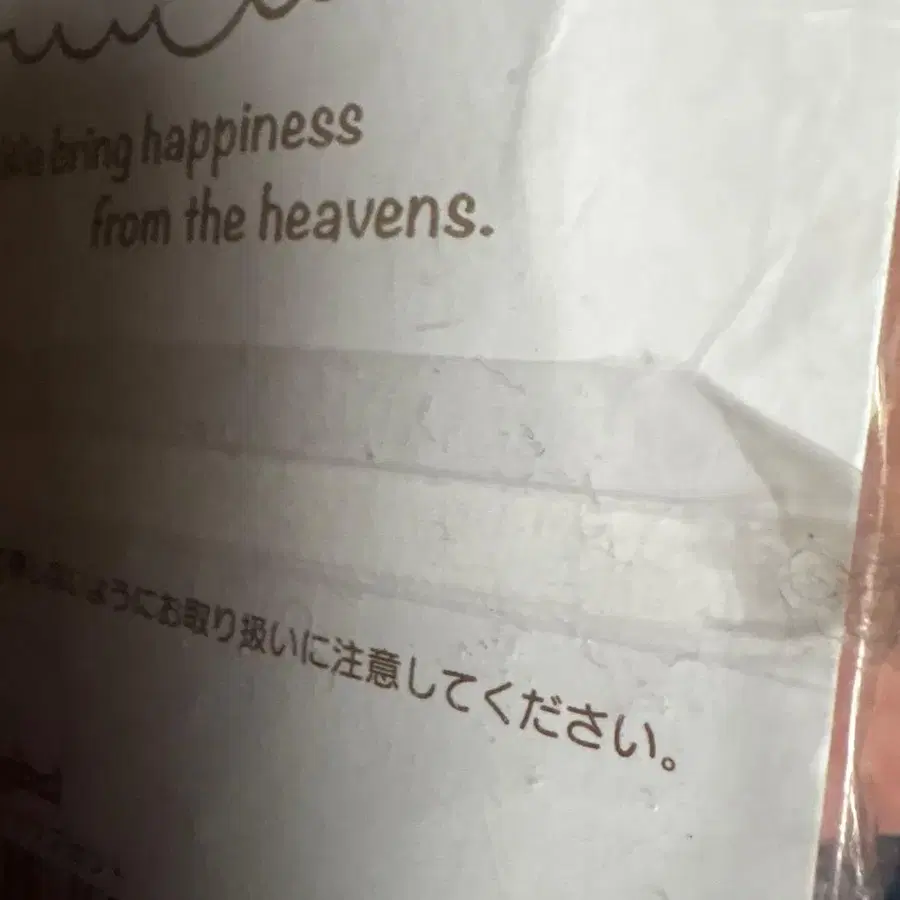 We bring happiness
from the heavens.
ようにお取り扱いに注意してください。